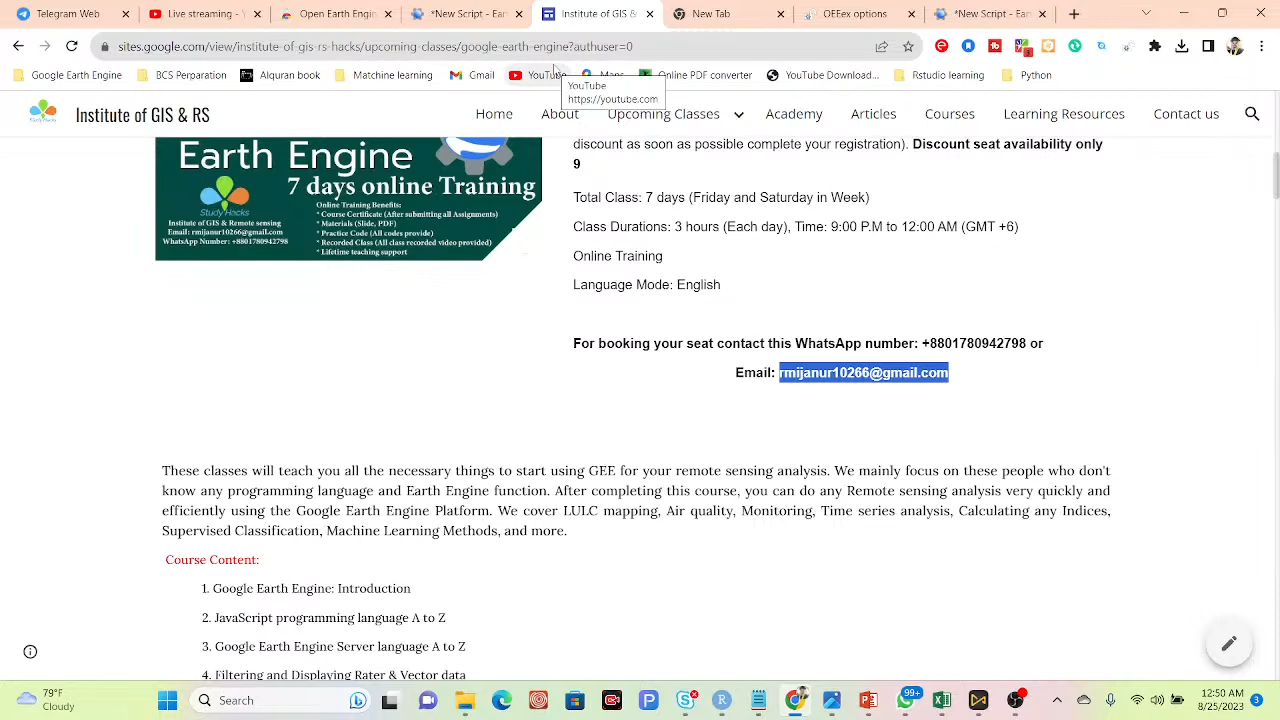 Telegram Web
Live streaming - Y
Open Earth Engine
*New Script - Ear
Institute of GIS &
New Tab
OEEex options
*New Script - Ear
sites.google.com/view/institute-of-gis-
cks/upcoming-classes/google-earth-engine?authuser=0
Google Earth Engine
BCS Perparation
Alquran book
Matchine learning
Gmail
YouTube
Maps
Online PDF converter
YouTube Download...
Rstudio learning
Python
YouTube
https://youtube.com
Institute of GIS & RS
Home
About
Upcoming Classes
Academy
Articles
Courses
Learning Resources
Contact us
Earth Engine
7 days online Training
Study Hacks
Institute of GIS & Remote sensing
Email: rmijanur10266@gmail.com
WhatsApp Number: +8801780942798
Online Training Benefits:
* Course Certificate (After submitting all Assignments)
* Materials (Slide, PDF)
* Practice Code (All codes provide)
* Recorded Class (All class recorded video provided)
* Lifetime teaching support
discount as soon as possible complete your registration). Discount seat availability only
9
Total Class: 7 days (Friday and Saturday in Week)
Class Durations: 3 hours (Each day), Time: 9:00 P.M to 12:00 AM (GMT +6)
Online Training
Language Mode: English
For booking your seat contact this WhatsApp number: +8801780942798 or
Email: rmijanur10266@gmail.com
These classes will teach you all the necessary things to start using GEE for your remote sensing analysis. We mainly focus on these people who don't
know any programming language and Earth Engine function. After completing this course, you can do any Remote sensing analysis very quickly and
efficiently using the Google Earth Engine Platform. We cover LULC mapping, Air quality, Monitoring, Time series analysis, Calculating any Indices,
Supervised Classification, Machine Learning Methods, and more.
Course Content:
1. Google Earth Engine: Introduction
2. JavaScript programming language A to Z
3. Google Earth Engine Server language A to Z
4. Filtering and Displaying Rater & Vector data
79°F
Cloudy
Search
99+
12:50 AM
8/25/2023
3